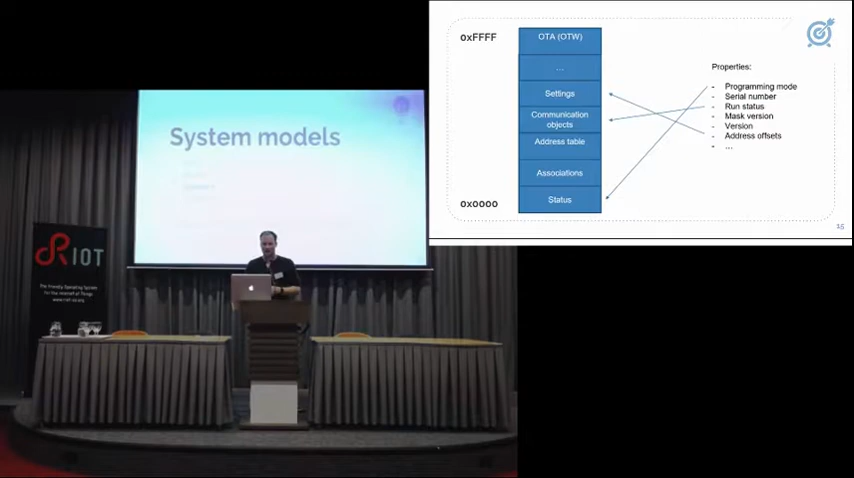 0xFFFF
OTA (OTW)
...
Settings
Communication
objects
Address table
Associations
Status
0x0000
Properties:
- Programming mode
- Serial number
- Run status
- Mask version
- Version
- Address offsets
- ...
15
System models
RIOT
The Friendly Operating System
for the Internet of Things
www.riot-os.org